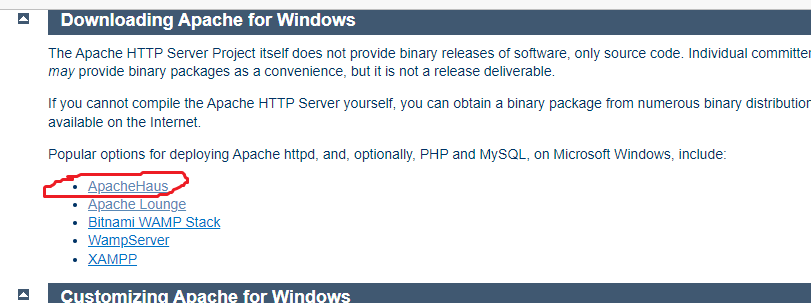 Downloading Apache for Windows
The Apache HTTP Server Project itself does not provide binary releases of software, only source code. Individual committer
may provide binary packages as a convenience, but it is not a release deliverable.
If you cannot compile the Apache HTTP Server yourself, you can obtain a binary package from numerous binary distribution
available on the Internet.
Popular options for deploying Apache httpd, and, optionally, PHP and MySQL, on Microsoft Windows, include:
• ApacheHaus
• Apache Lounge
• Bitnami WAMP Stack
• WampServer
• XAMPP
Customizing Apache for Windows